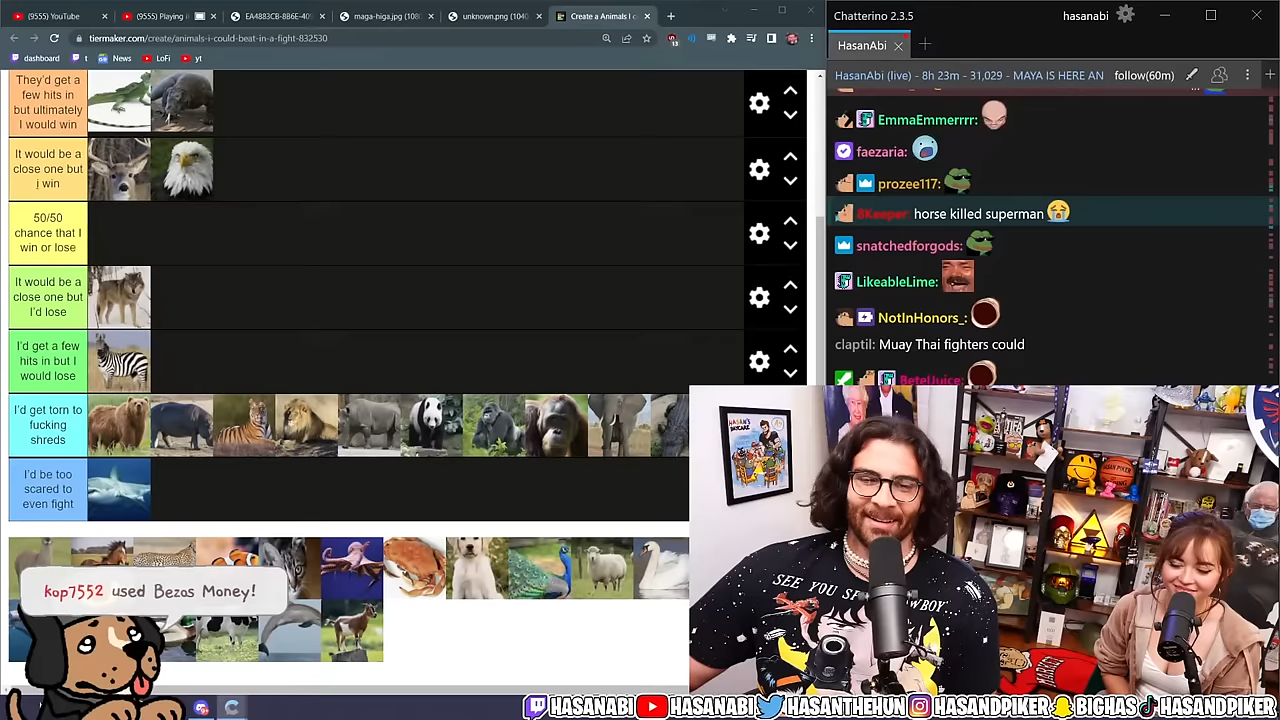 (9555) YouTube
(9555) Playing i
EA4883CB-886E-409
maga-higa.jpg (108
unknown.png (104
Create a Animals I c
tiermaker.com/create/animals-i-could-beat-in-a-fight-832530
dashboard
t
News
LoFi
yt
They'd get a
few hits in
but ultimately
I would win
It would be a
close one but
i win
50/50
chance that I
win or lose
It would be a
close one but
I'd lose
I'd get a few
hits in but I
would lose
I'd get torn to
fucking
shreds
I'd be too
scared to
even fight
kop7552 used Bezos Money!
Chatterino 2.3.5
hasanabi
HasanAbi
HasanAbi (live) - 8h 23m - 31,029 - MAYA IS HERE AN
follow(60m)
EmmaEmmerrrr:
faezaria:
prozee117:
8Keeper: horse killed superman
snatchedforgods:
LikeableLime:
NotInHonors_:
claptil: Muay Thai fighters could
BetelJuice:
SEE YOU SP
COWBOY...
HASANABI
HASANABI
HASANTHEHUN
HASANDPIKER
BIGHAS
HASANDPIKER